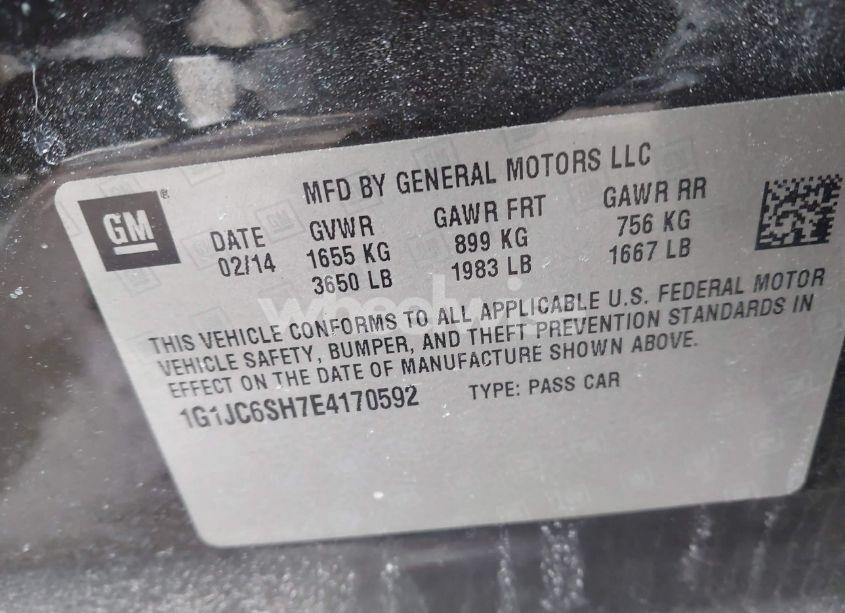 GM
®
MFD BY GENERAL MOTORS LLC
DATE GVWR GAWR FRT GAWR RR
02/14 1655 KG 899 KG 756 KG
3650 LB 1983 LB 1667 LB
THIS VEHICLE CONFORMS TO ALL APPLICABLE U.S. FEDERAL MOTOR
VEHICLE SAFETY, BUMPER, AND THEFT PREVENTION STANDARDS IN
EFFECT ON THE DATE OF MANUFACTURE SHOWN ABOVE.
1G1JC6SH7E4170592 TYPE: PASS CAR